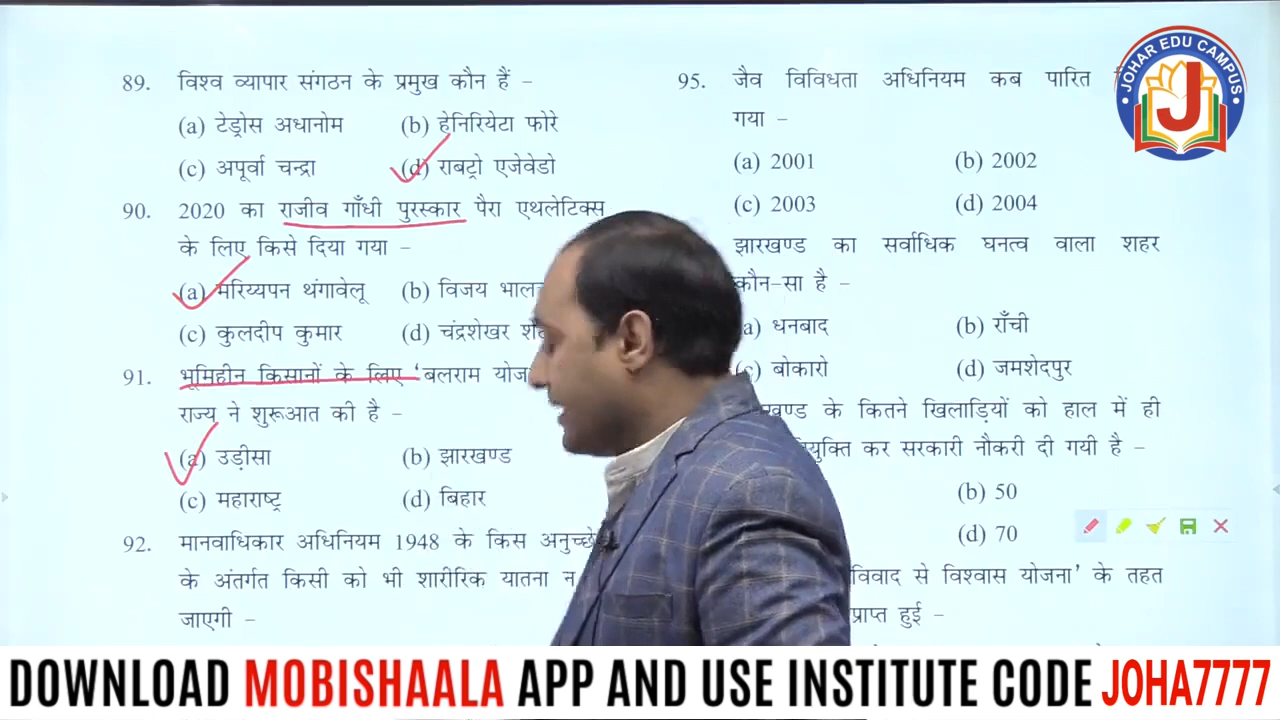 89. विश्व व्यापार संगठन के प्रमुख कौन हैं –
(a) टेड्रोस अधानोम (b) हेनरियेटा फोरे
(c) अपूर्वा चन्द्रा (d) राबट्रो एजेवेडो
90. 2020 का राजीव गाँधी पुरस्कार पैरा एथलेटिक्स
के लिए किसे दिया गया –
(a) मरिय्यपन थंगावेलू (b) विजय
(c) कुलदीप कुमार (d) चंद्रशेखर
91. भूमिहीन किसानों के लिए 'बलराम
राज्य ने शुरूआत की है –
(a) उड़ीसा (b) झारखण्ड
(c) महाराष्ट्र (d) बिहार
92. मानवाधिकार अधिनियम 1948 के किस
के अंतर्गत किसी को भी शारीरिक यातना न
जाएगी –
95. जैव विविधता अधिनियम कब पारित
गया –
(a) 2001 (b) 2002
(c) 2003 (d) 2004
झारखण्ड का सर्वाधिक घनत्व वाला शहर
कौन-सा है –
a) धनबाद (b) राँची
(c) बोकारो (d) जमशेदपुर
के कितने खिलाड़ियों को हाल में ही
कर सरकारी नौकरी दी गयी है –
(b) 50
(d) 70
विवाद से विश्वास योजना' के तहत
प्राप्त हुई –
JOHAR EDU CAMPUS
J
DOWNLOAD MOBISHAALA APP AND USE INSTITUTE CODE JOHA7777